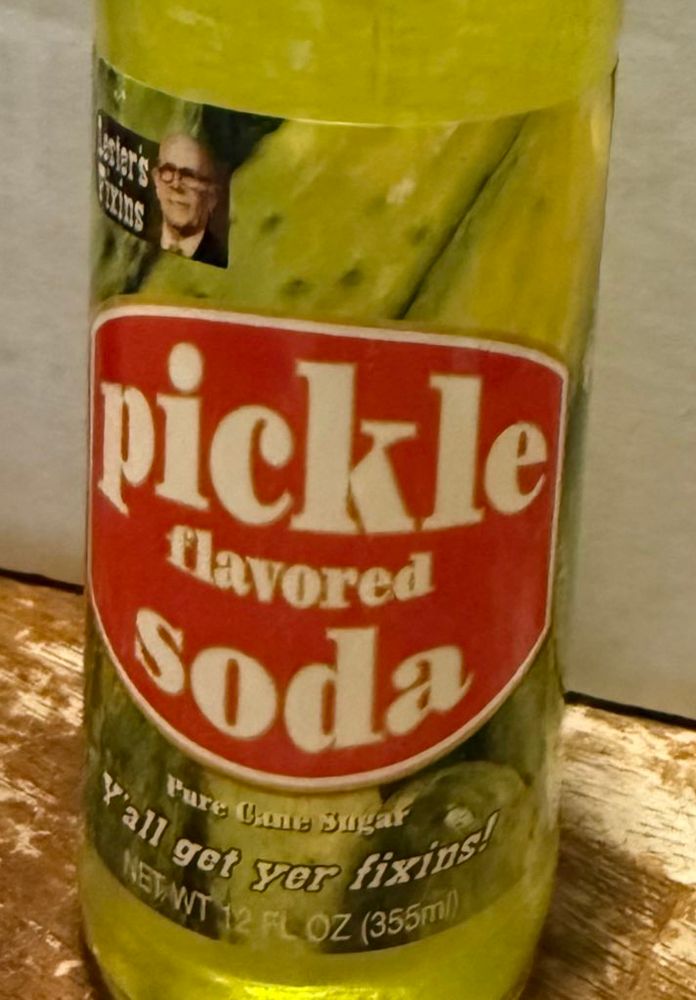 Lester's
Fixins
pickle
flavored
soda
Pure Cane Sugar
Y'all get yer fixins!
NET WT 12 FL OZ (355ml)